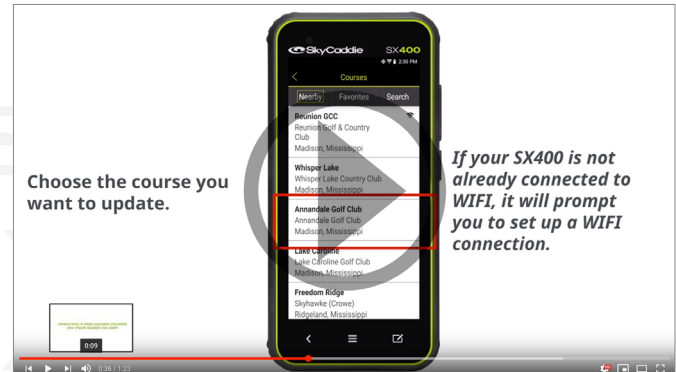 SkyCaddie SX400
2:30 PM
Courses
Nearby Favorites Search
Reunion GCC
Reunion Golf & Country
Club
Madison, Mississippi
Whisper Lake
Whisper Lake Country Club
Madison, Mississippi
Annandale Golf Club
Annandale Golf Club
Madison, Mississippi
Lake Caroline
Lake Caroline Golf Club
Madison, Mississippi
Freedom Ridge
Skyhawke (Crowe)
Ridgeland, Mississippi
Choose the course you
want to update.
If your SX400 is not
already connected to
WIFI, it will prompt
you to set up a WIFI
connection.
0:09
0:36 / 1:23